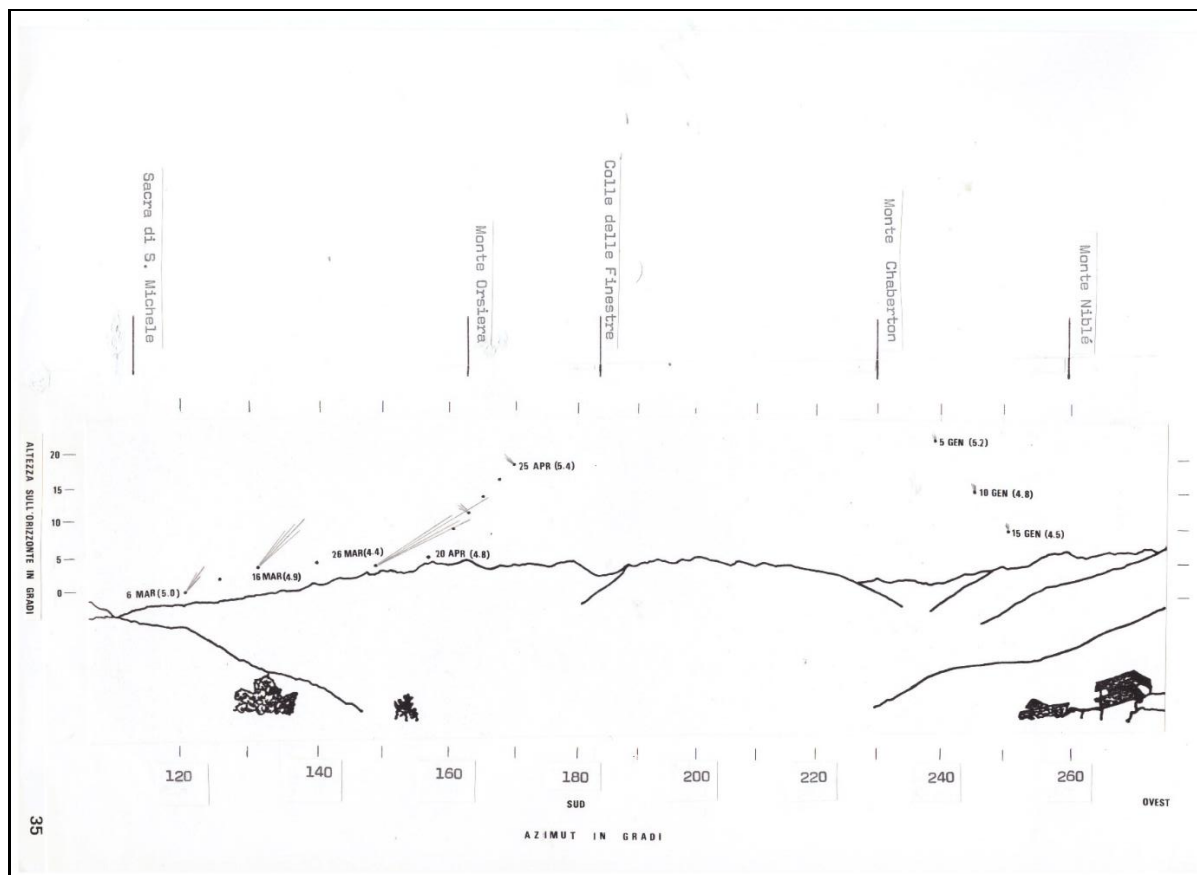 Sacra di S. Michele
Monte Orsiera
Colle delle Finestre
Monte Chaberton
Monte Niblé
ALTEZZA SULL'ORIZZONTE IN GRADI
20
15
10
5
0
25 APR (5.4)
5 GEN (5.2)
10 GEN (4.8)
15 GEN (4.5)
26 MAR (4.4)
20 APR (4.8)
16 MAR (4.9)
6 MAR (5.0)
120 140 160 180 200 220 240 260
SUD
OVEST
AZIMUT IN GRADI
35